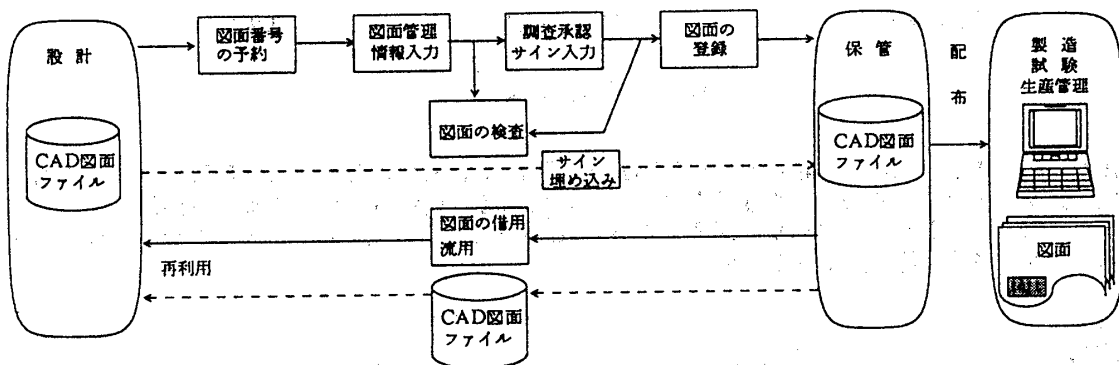 設計
CAD図面
ファイル
図面番号
の予約
図面管理
情報入力
調査承認
サイン入力
図面の
登録
図面の検査
サイン
埋め込み
図面の借用
流用
再利用
CAD図面
ファイル
保管
CAD図面
ファイル
配
布
製造
試験
生産管理
図面